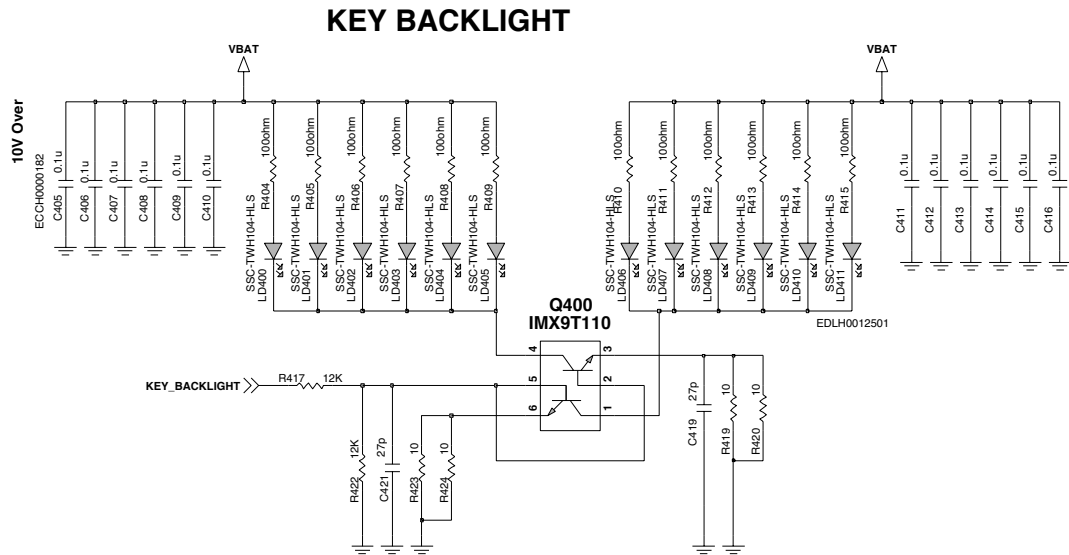 KEY BACKLIGHT
VBAT
VBAT
10V Over
ECCH0000182
0.1u
C405
0.1u
C406
0.1u
C407
0.1u
C408
0.1u
C409
0.1u
C410
100ohm
R404
100ohm
R405
100ohm
R406
100ohm
R407
100ohm
R408
100ohm
R409
SSC-TWH104-HLS
LD400
SSC-TWH104-HLS
LD401
SSC-TWH104-HLS
LD402
SSC-TWH104-HLS
LD403
SSC-TWH104-HLS
LD404
SSC-TWH104-HLS
LD405
100ohm
R410
100ohm
R411
100ohm
R412
100ohm
R413
100ohm
R414
100ohm
R415
SSC-TWH104-HLS
LD406
SSC-TWH104-HLS
LD407
SSC-TWH104-HLS
LD408
SSC-TWH104-HLS
LD409
SSC-TWH104-HLS
LD410
SSC-TWH104-HLS
LD411
0.1u
C411
0.1u
C412
0.1u
C413
0.1u
C414
0.1u
C415
0.1u
C416
EDLH0012501
Q400
IMX9T110
4
3
5
2
6
1
KEY_BACKLIGHT
R417
12K
12K
R422
27p
C421
10
R423
10
R424
27p
C419
10
R419
10
R420